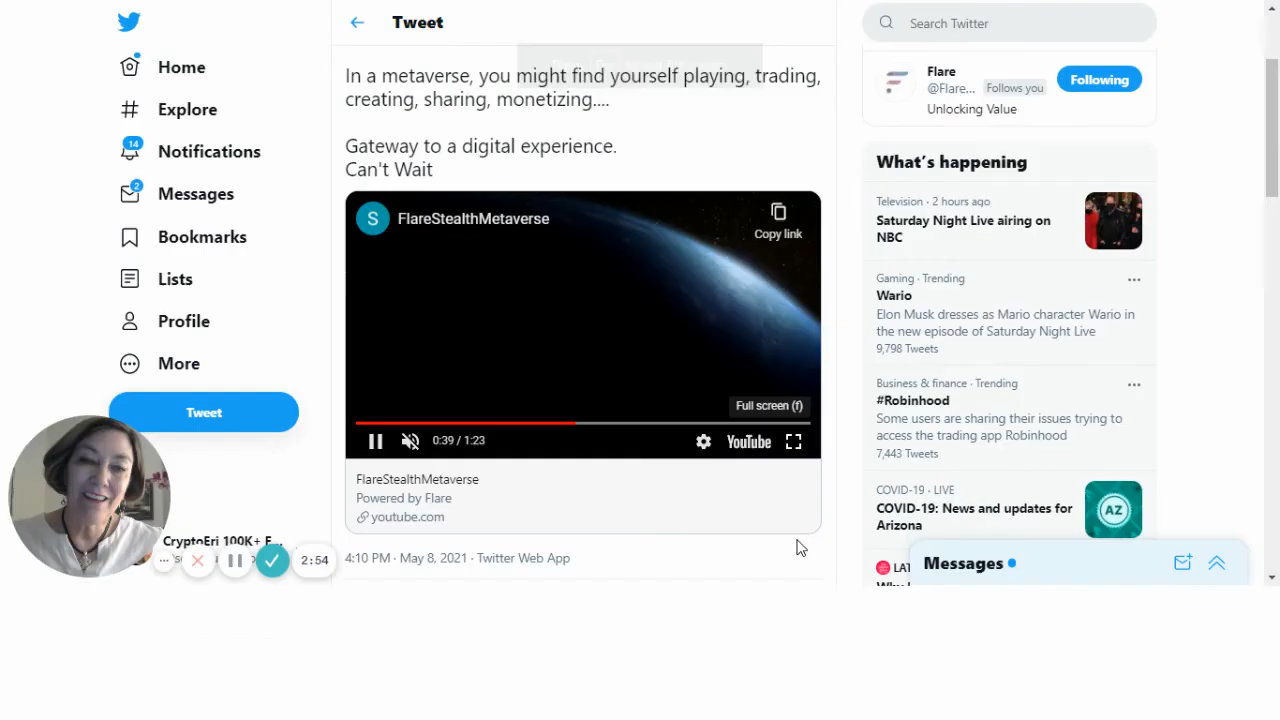 Home
Explore
14
Notifications
2
Messages
Bookmarks
Lists
Profile
More
Tweet
CryptoEri 100K+ F...
2:54
Tweet
In a metaverse, you might find yourself playing, trading,
creating, sharing, monetizing....
Gateway to a digital experience.
Can't Wait
S
FlareStealthMetaverse
Copy link
Full screen (f)
0:39 / 1:23
YouTube
FlareStealthMetaverse
Powered by Flare
youtube.com
4:10 PM · May 8, 2021 · Twitter Web App
Search Twitter
Flare
@Flare... Follows you
Following
Unlocking Value
What's happening
Television · 2 hours ago
Saturday Night Live airing on
NBC
Gaming · Trending
Wario
Elon Musk dresses as Mario character Wario in
the new episode of Saturday Night Live
9,798 Tweets
Business & finance · Trending
#Robinhood
Some users are sharing their issues trying to
access the trading app Robinhood
7,443 Tweets
COVID-19 · LIVE
COVID-19: News and updates for
Arizona
AZ
LAT
Messages